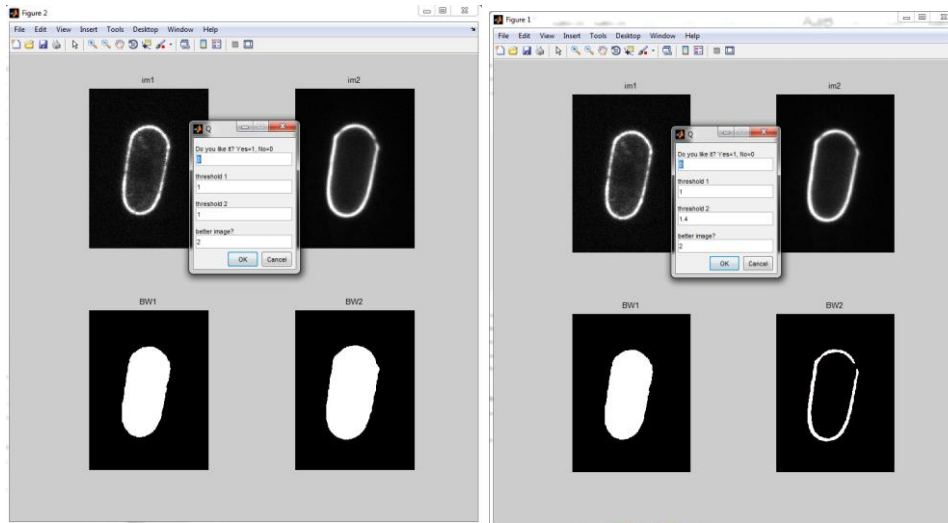 Figure 2
File Edit View Insert Tools Desktop Window Help
im1 im2
Q
Do you like it? Yes=1, No=0
0
threshold 1
1
threshold 2
1
better image?
2
OK Cancel
BW1 BW2
Figure 1
File Edit View Insert Tools Desktop Window Help
im1 im2
Q
Do you like it? Yes=1, No=0
0
threshold 1
1
threshold 2
1.4
better image?
2
OK Cancel
BW1 BW2